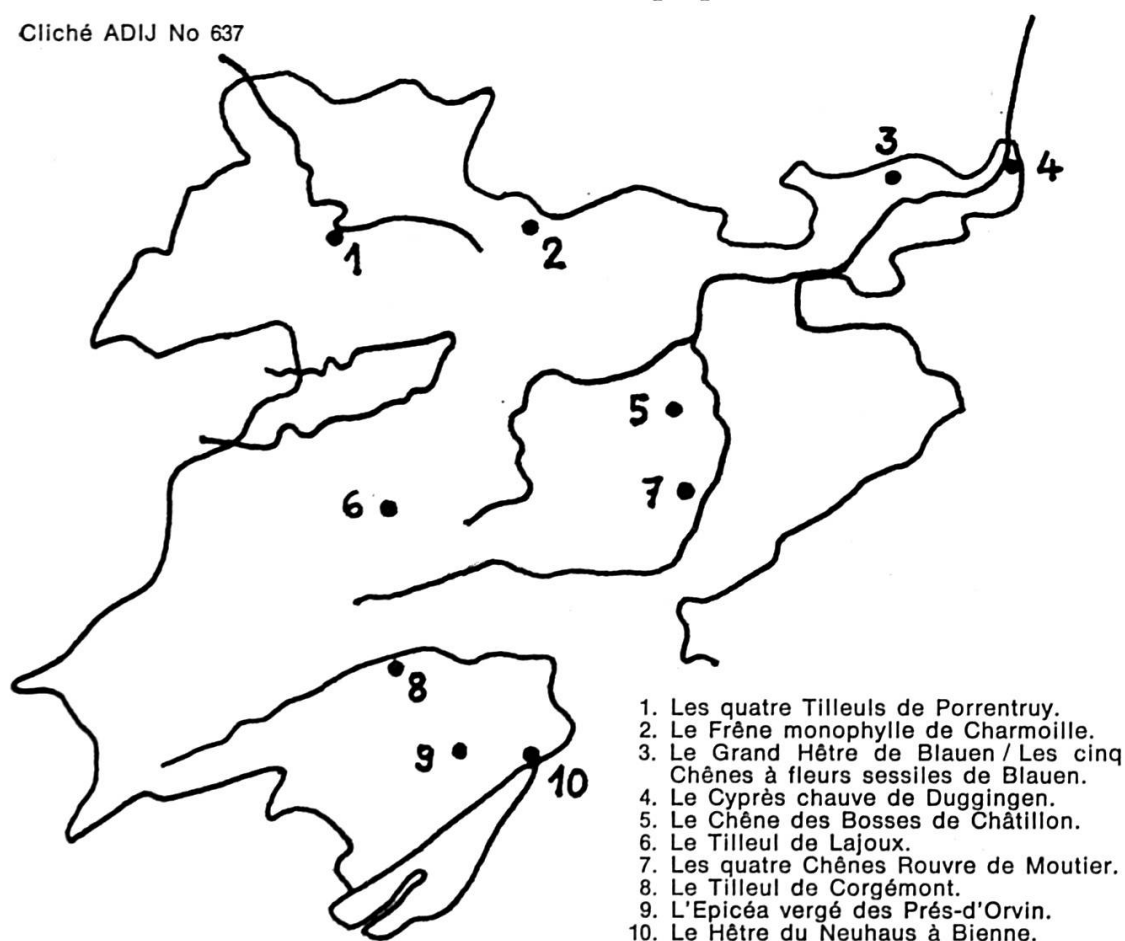 Cliché ADIJ No 637
3
4
1
2
5
7
6
8
9
10
1. Les quatre Tilleuls de Porrentruy.
2. Le Frêne monophylle de Charmoille.
3. Le Grand Hêtre de Blauen / Les cinq
Chênes à fleurs sessiles de Blauen.
4. Le Cyprès chauve de Duggingen.
5. Le Chêne des Bosses de Châtillon.
6. Le Tilleul de Lajoux.
7. Les quatre Chênes Rouvre de Moutier.
8. Le Tilleul de Corgémont.
9. L'Epicéa vergé des Prés-d'Orvin.
10. Le Hêtre du Neuhaus à Bienne.